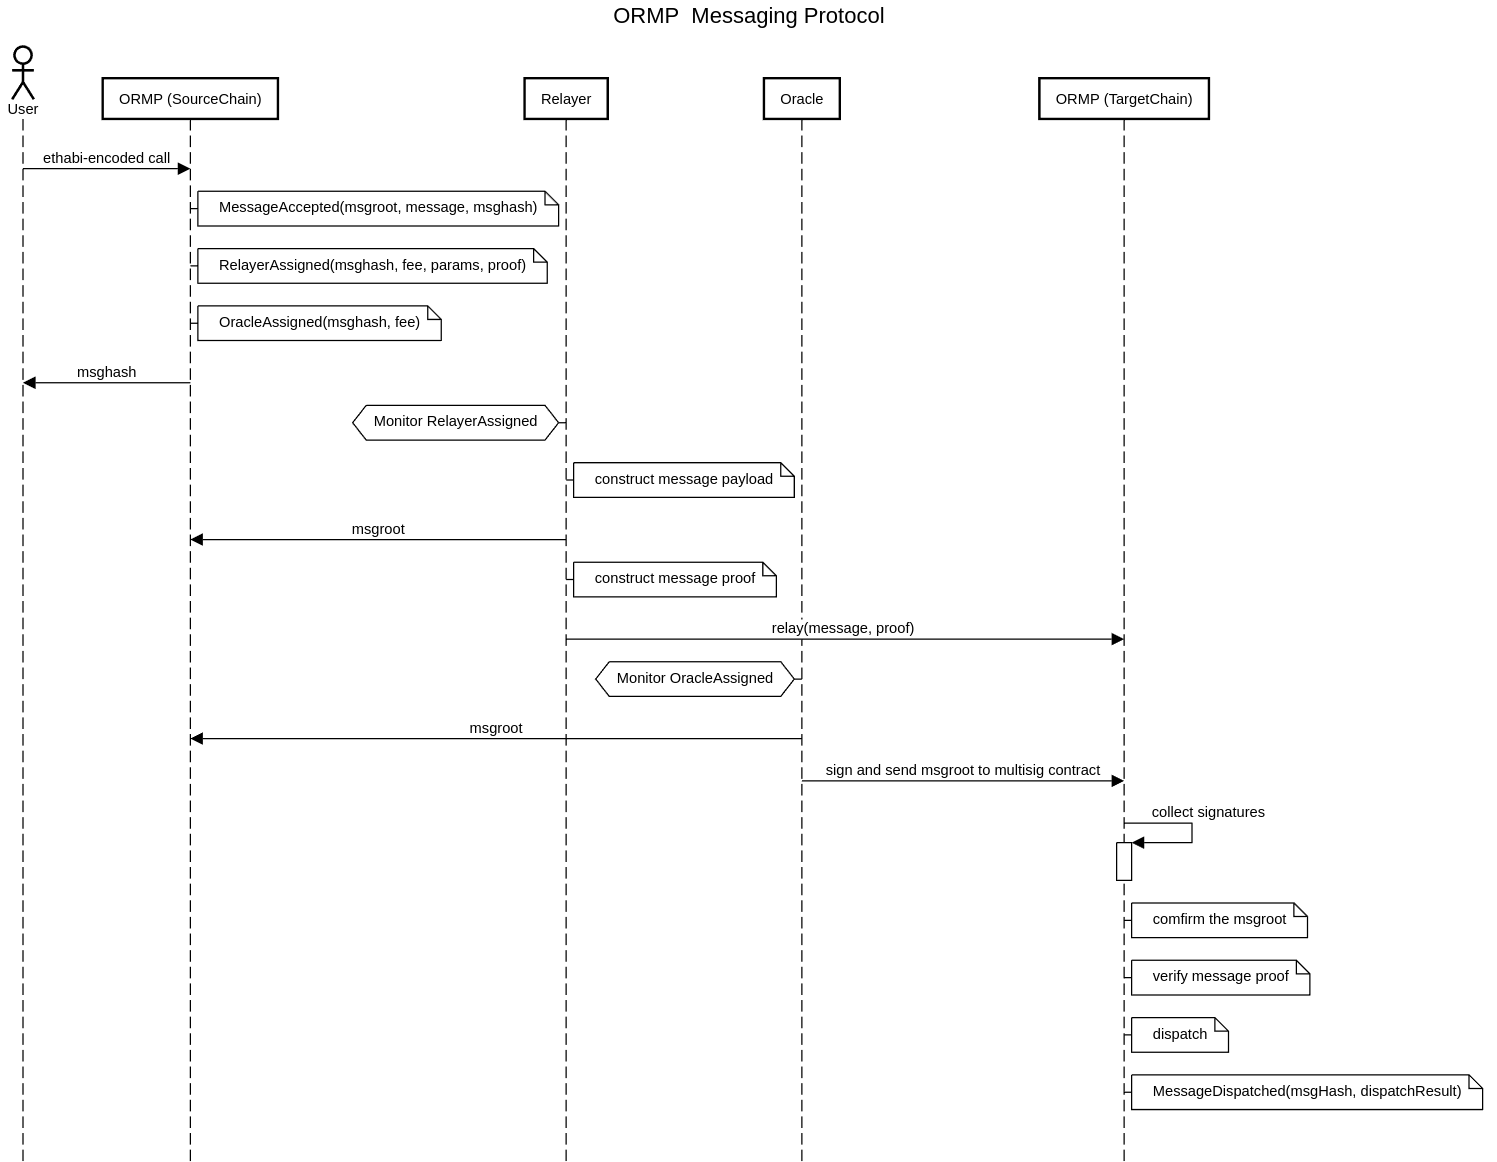 ORMP  Messaging Protocol
User
ORMP (SourceChain)
Relayer
Oracle
ORMP (TargetChain)
ethabi-encoded call
MessageAccepted(msgroot, message, msghash)
RelayerAssigned(msghash, fee, params, proof)
OracleAssigned(msghash, fee)
msghash
Monitor RelayerAssigned
construct message payload
msgroot
construct message proof
relay(message, proof)
Monitor OracleAssigned
msgroot
sign and send msgroot to multisig contract
collect signatures
comfirm the msgroot
verify message proof
dispatch
MessageDispatched(msgHash, dispatchResult)